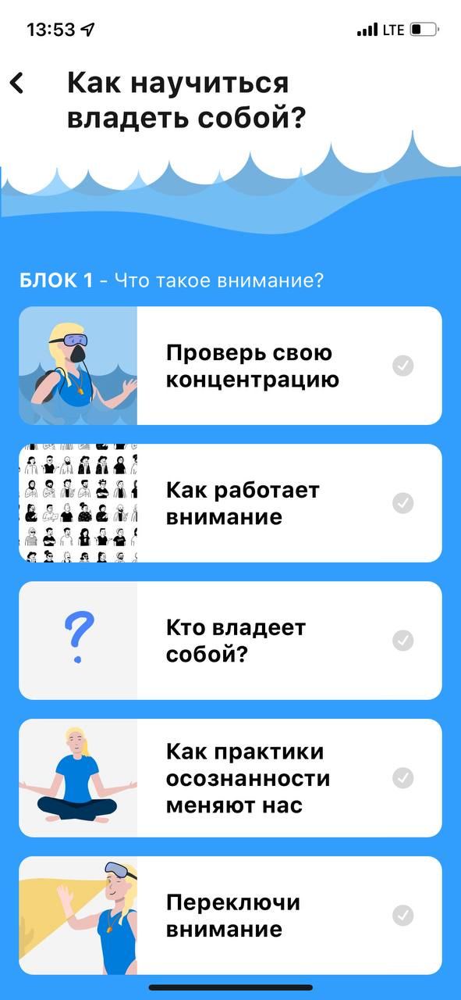 13:53
LTE
Как научиться
владеть собой?
БЛОК 1 - Что такое внимание?
Проверь свою
концентрацию
Как работает
внимание
?
Кто владеет
собой?
Как практики
осознанности
меняют нас
Переключи
внимание